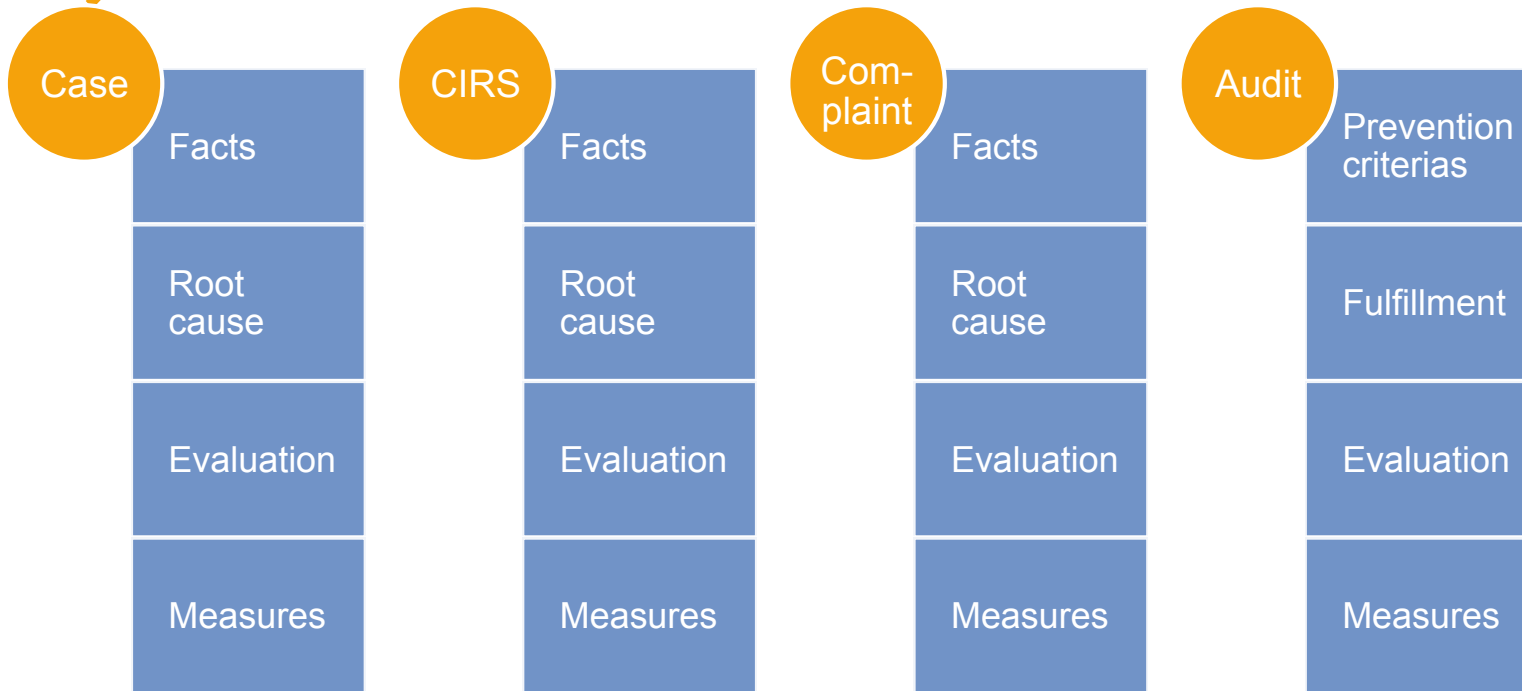 Case
Facts
Root
cause
Evaluation
Measures
CIRS
Facts
Root
cause
Evaluation
Measures
Com-
plaint
Facts
Root
cause
Evaluation
Measures
Audit
Prevention
criterias
Fulfillment
Evaluation
Measures